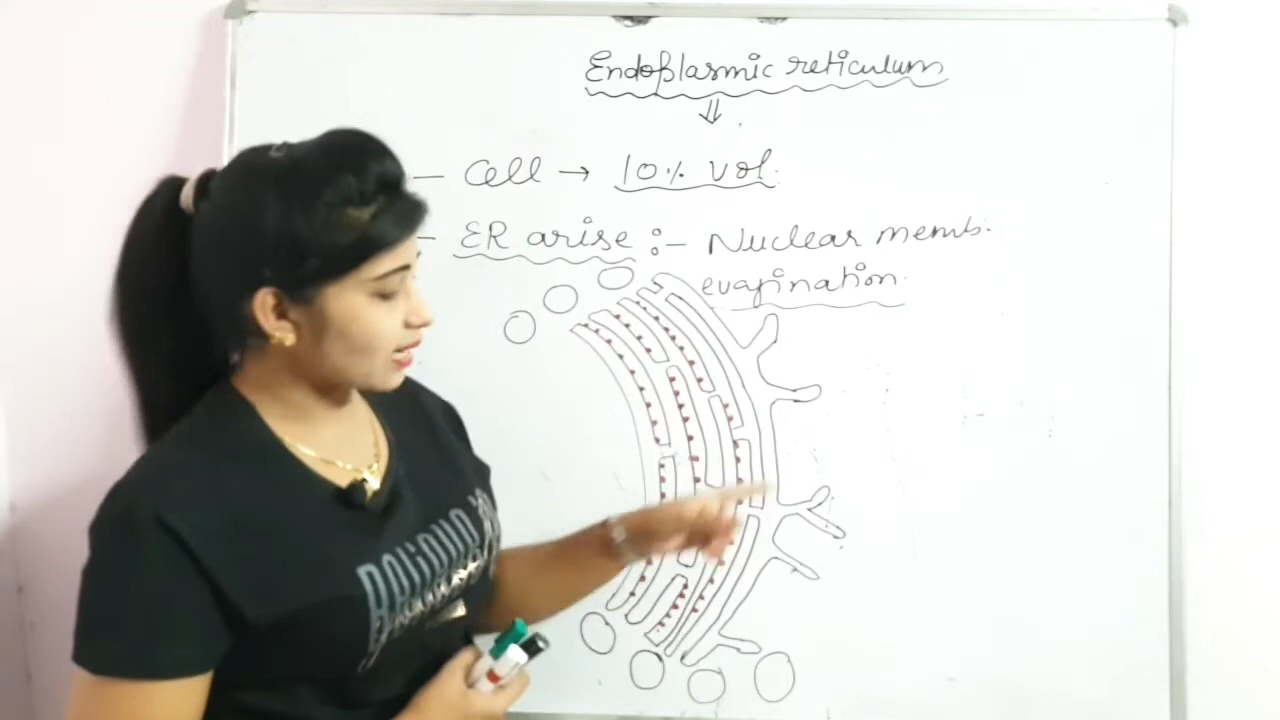 Endoplasmic reticulum
⇓
— Cell → 10% vol.
— ER arise :- Nuclear memb.
evagination.